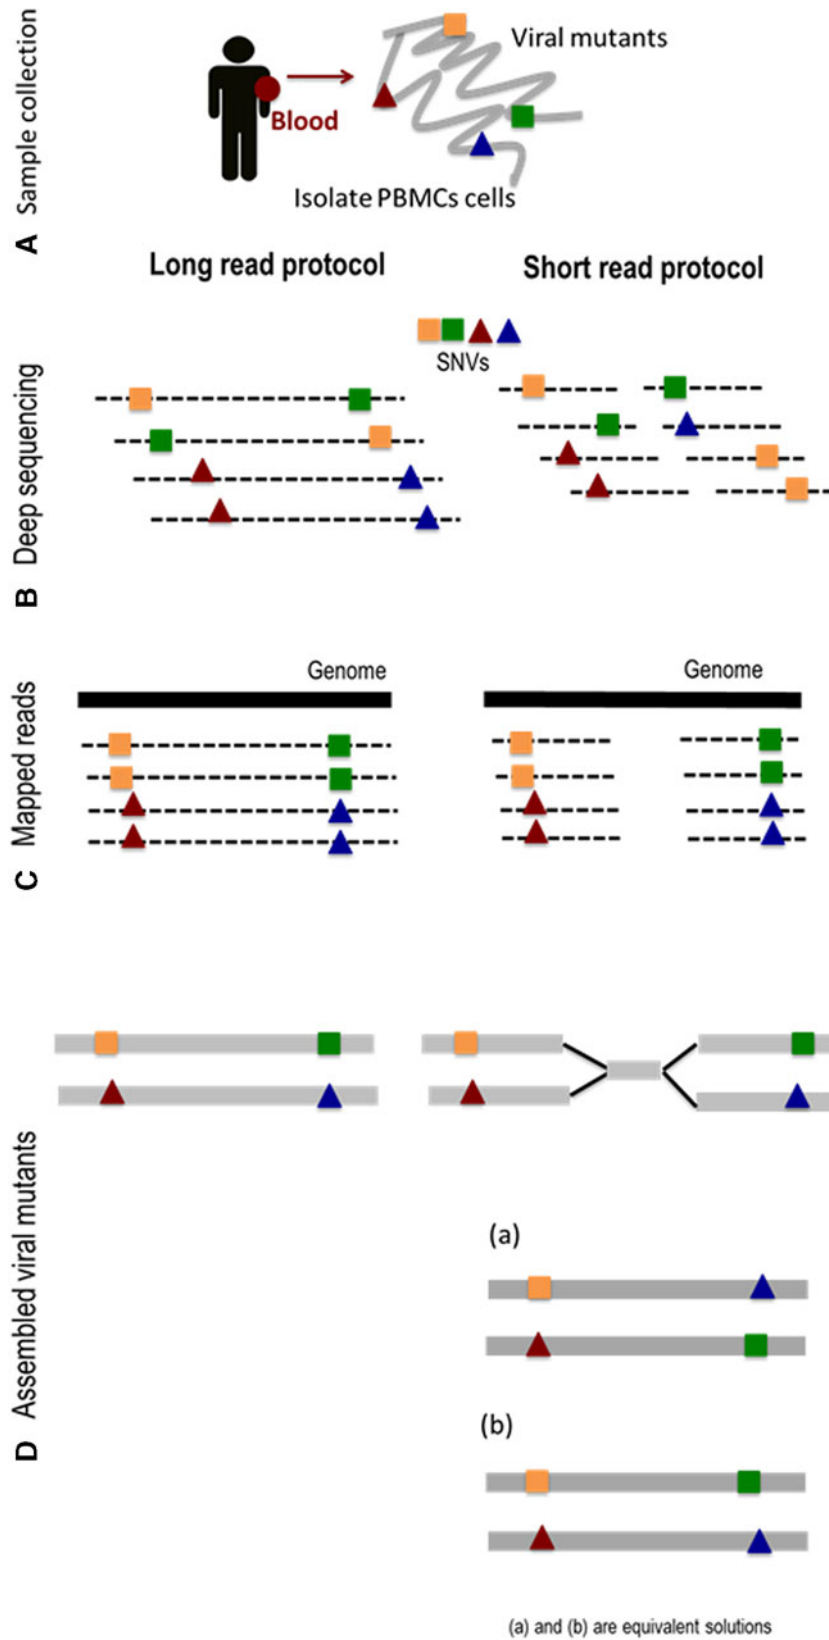 A Sample collection
Viral mutants
Blood
Isolate PBMCs cells
Long read protocol
Short read protocol
B Deep sequencing
SNVs
C Mapped reads
Genome
Genome
D Assembled viral mutants
(a)
(b)
(a) and (b) are equivalent solutions